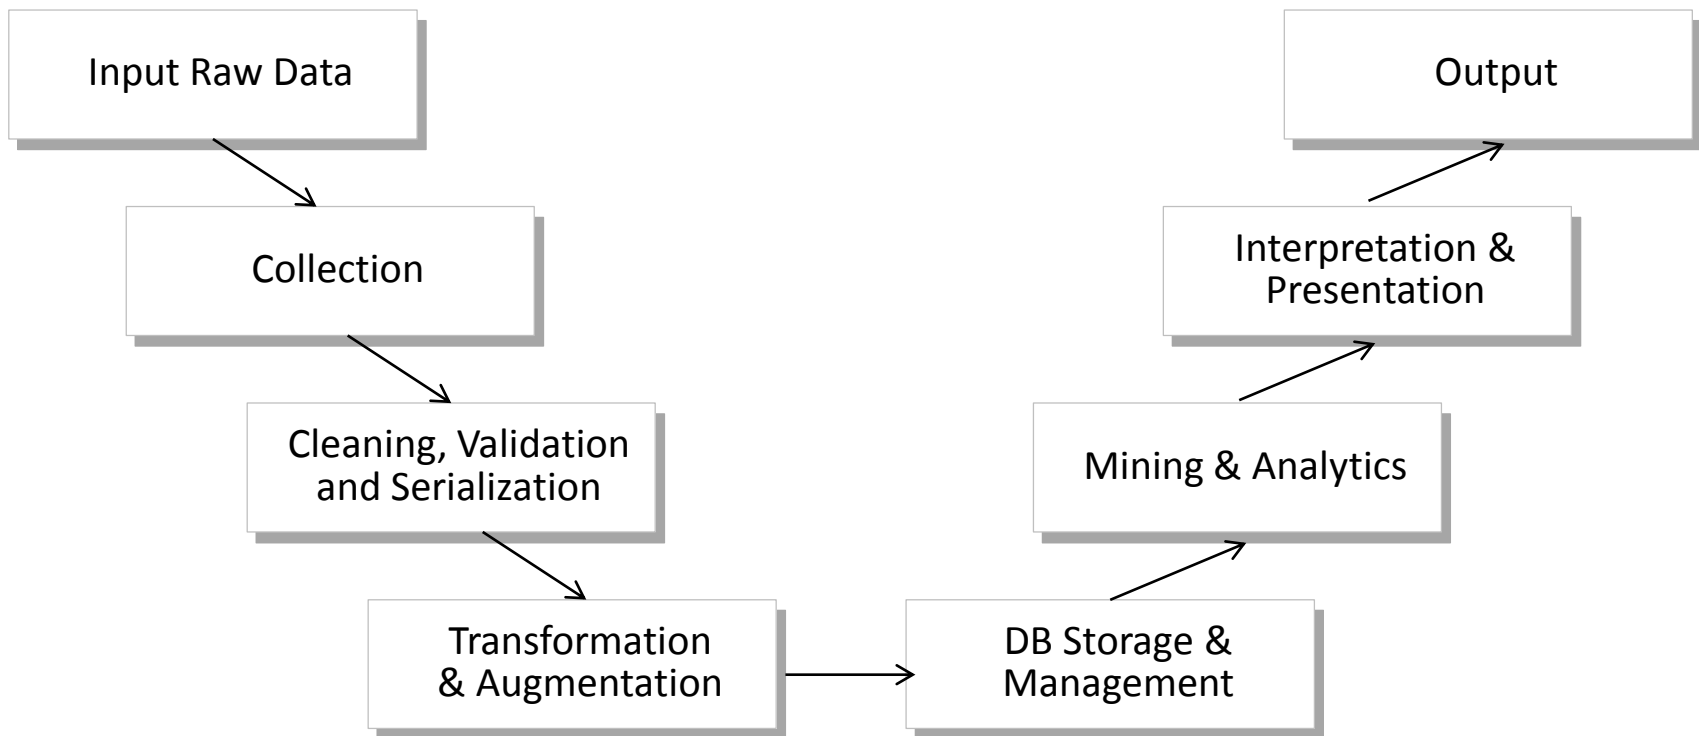 Input Raw Data
Collection
Cleaning, Validation
and Serialization
Transformation
& Augmentation
DB Storage &
Management
Mining & Analytics
Interpretation &
Presentation
Output